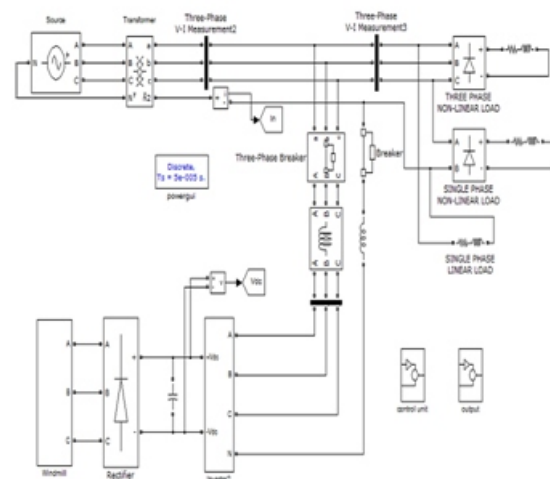 Source
Transformer
Three-Phase
V-I Measurement2
Three-Phase
V-I Measurement3
N
A
B
C
A
B
C
a
b
c
In
THREE PHASE
NON-LINEAR LOAD
Three-Phase Breaker
Breaker
Discrete,
Ts = 5e-005 s.
powergui
A
B
SINGLE PHASE
NON-LINEAR LOAD
SINGLE PHASE
LINEAR LOAD
A
B
C
A
B
C
Vdc
A
B
C
Windmill
A
B
C
+
-
Rectifier
+Vdc
-Vdc
A
B
C
N
control unit
output